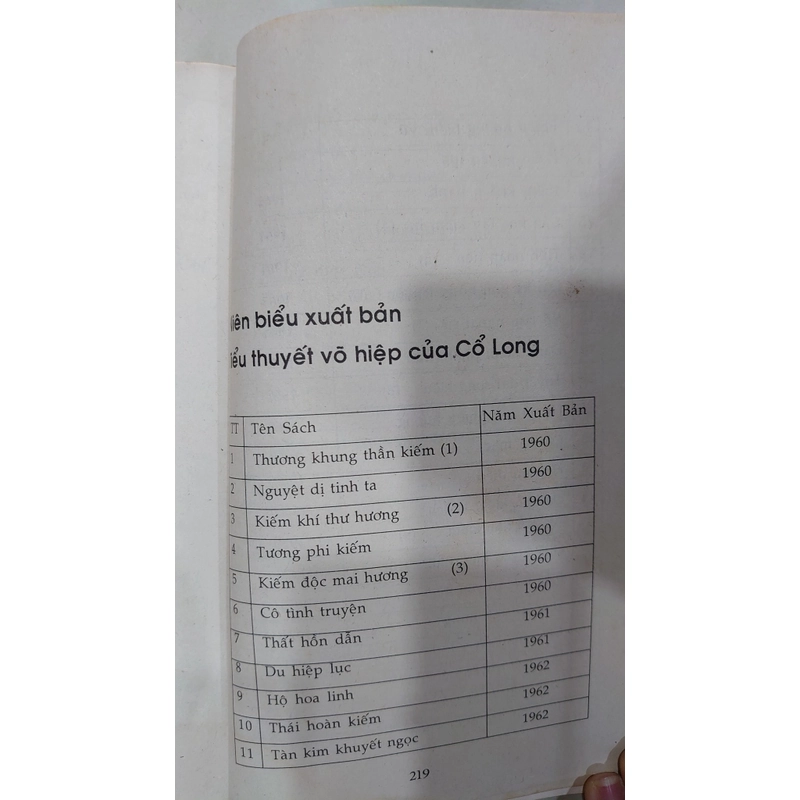 iên biểu xuất bản
iểu thuyết võ hiệp của Cổ Long
TT Tên Sách Năm Xuất Bản
1 Thương khung thần kiếm (1) 1960
2 Nguyệt dị tinh ta 1960
3 Kiếm khí thư hương (2) 1960
4 Tương phi kiếm 1960
5 Kiếm độc mai hương (3) 1960
6 Cô tình truyện 1960
7 Thất hồn dẫn 1961
8 Du hiệp lục 1961
9 Hộ hoa linh 1962
10 Thái hoàn kiếm 1962
11 Tàn kim khuyết ngọc 1962
219